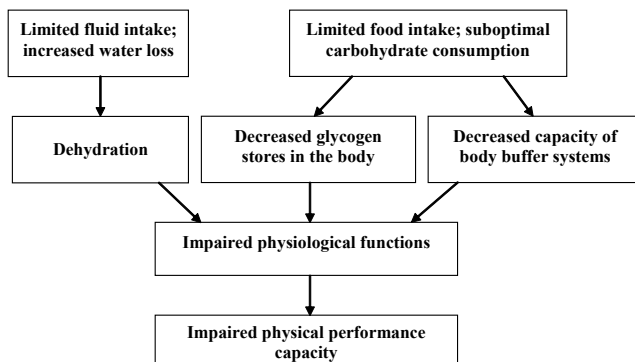 Limited fluid intake;
increased water loss
Limited food intake; suboptimal
carbohydrate consumption
Dehydration
Decreased glycogen
stores in the body
Decreased capacity of
body buffer systems
Impaired physiological functions
Impaired physical performance
capacity